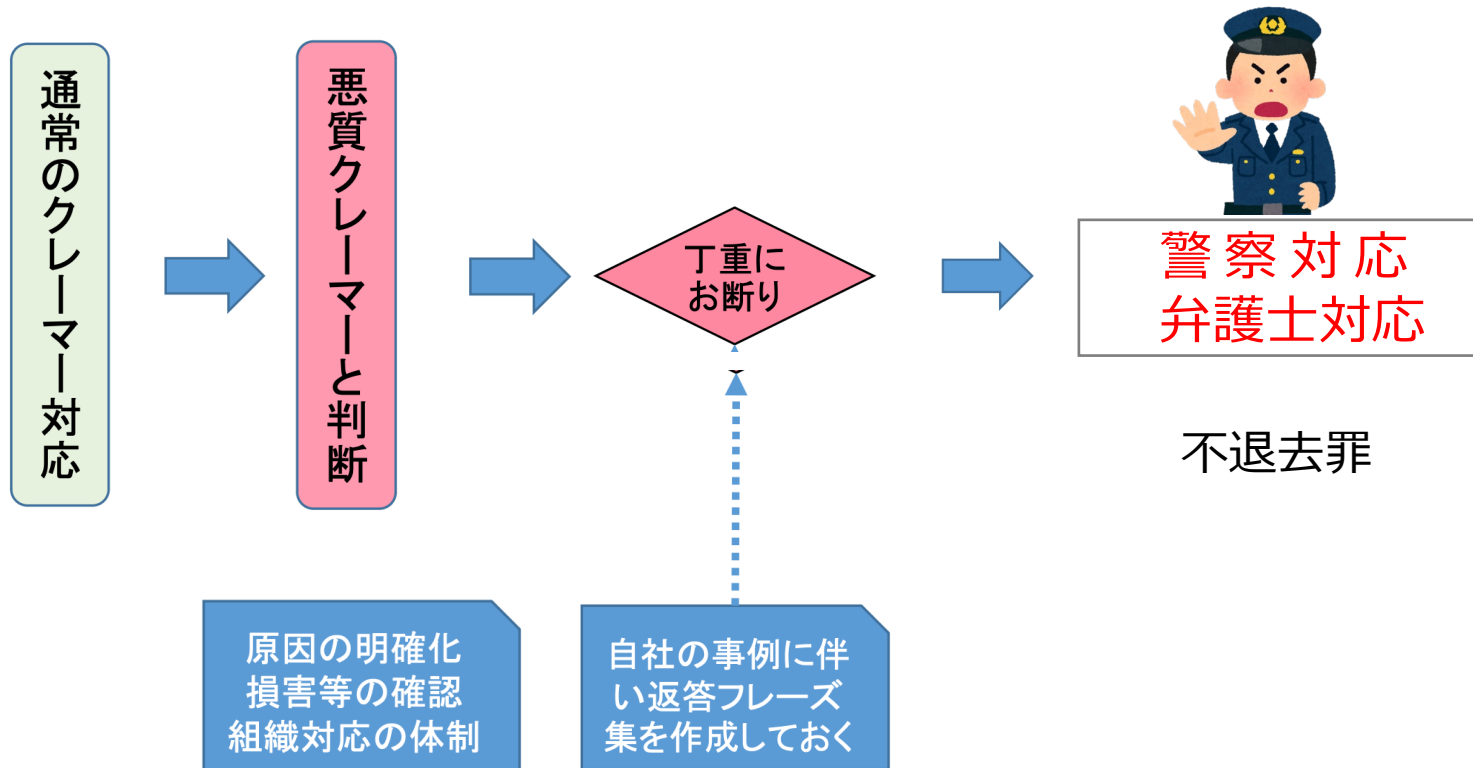 通常のクレーマー対応
悪質クレーマーと判断
丁重に
お断り
警察対応
弁護士対応
不退去罪
原因の明確化
損害等の確認
組織対応の体制
自社の事例に伴
い返答フレーズ
集を作成しておく